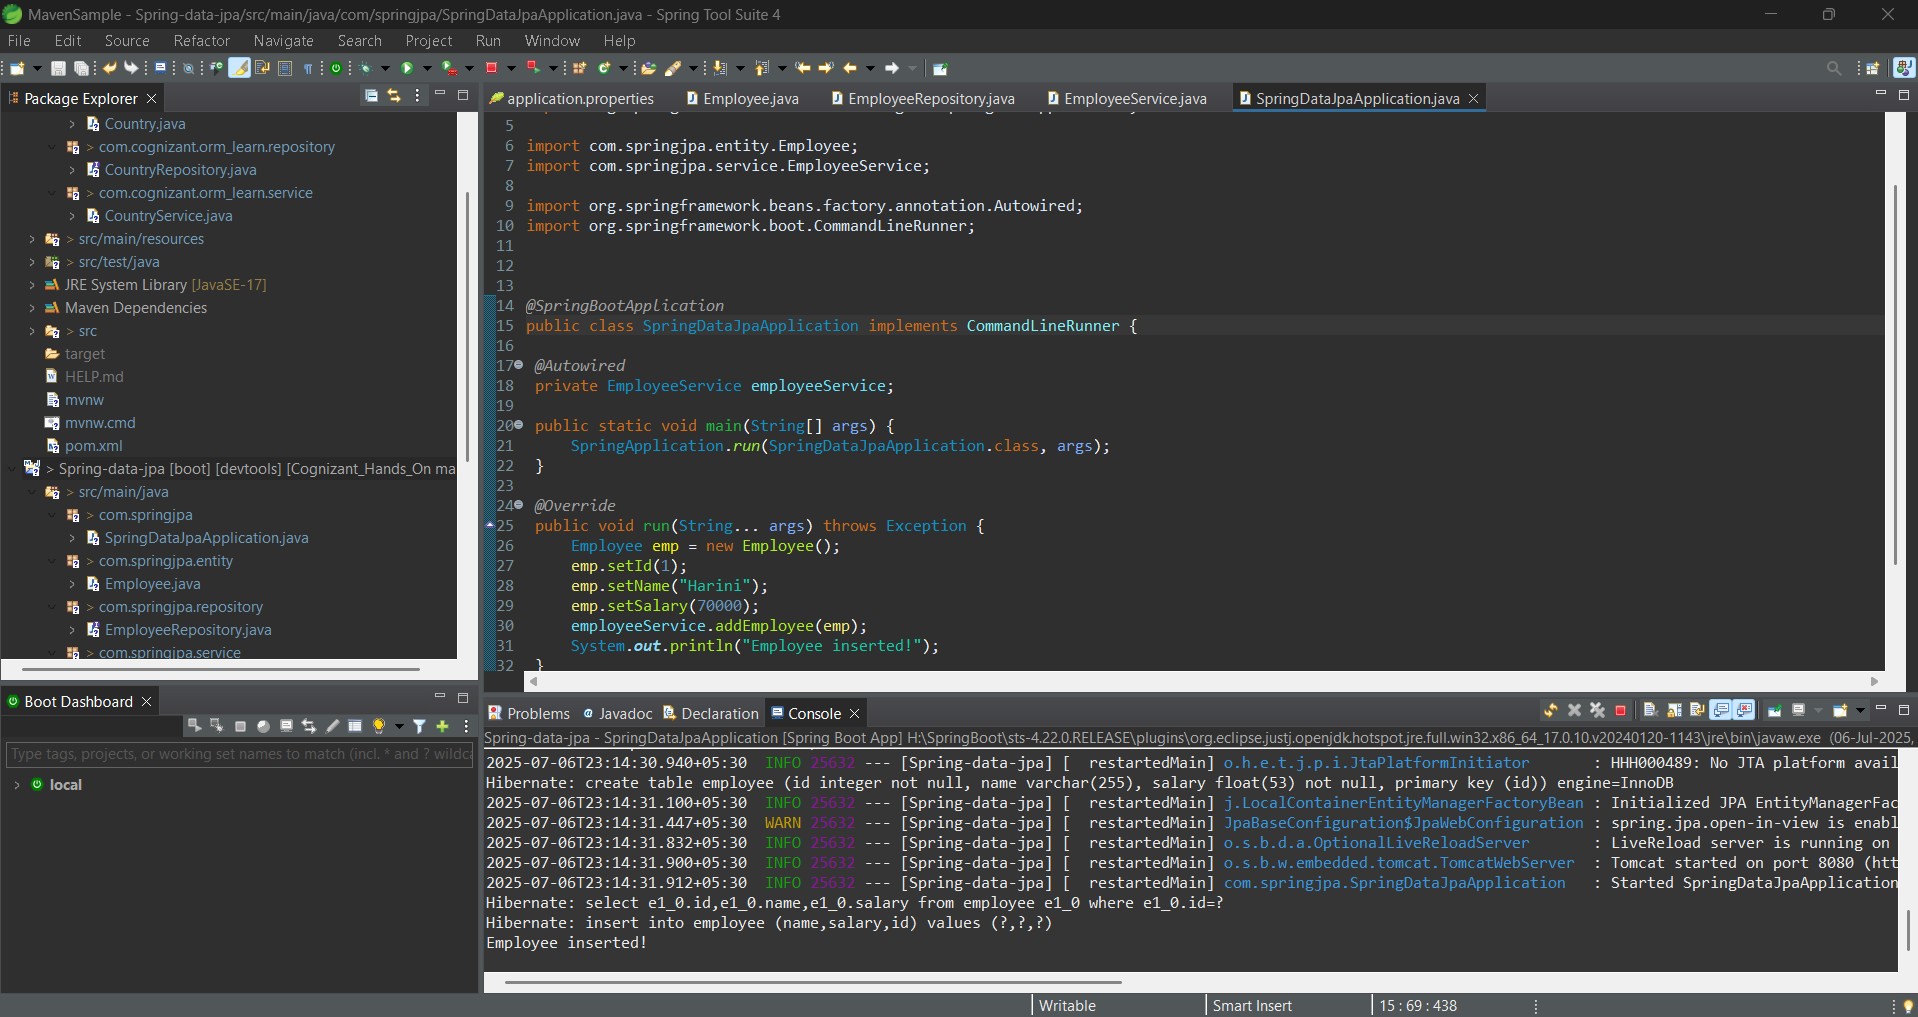 MavenSample - Spring-data-jpa/src/main/java/com/springjpa/SpringDataJpaApplication.java - Spring Tool Suite 4
File Edit Source Refactor Navigate Search Project Run Window Help
Package Explorer
> Country.java
> com.cognizant.orm_learn.repository
> CountryRepository.java
> com.cognizant.orm_learn.service
> CountryService.java
> > src/main/resources
> > src/test/java
> JRE System Library [JavaSE-17]
> Maven Dependencies
> > src
target
HELP.md
mvnw
mvnw.cmd
pom.xml
> Spring-data-jpa [boot] [devtools] [Cognizant_Hands_On ma
> src/main/java
> com.springjpa
> SpringDataJpaApplication.java
> com.springjpa.entity
> Employee.java
> com.springjpa.repository
> EmployeeRepository.java
> com.springjpa.service
Boot Dashboard
Type tags, projects, or working set names to match (incl. * and ? wildc
> local
application.properties Employee.java EmployeeRepository.java EmployeeService.java SpringDataJpaApplication.java
5
6 import com.springjpa.entity.Employee;
7 import com.springjpa.service.EmployeeService;
8
9 import org.springframework.beans.factory.annotation.Autowired;
10 import org.springframework.boot.CommandLineRunner;
11
12
13
14 @SpringBootApplication
15 public class SpringDataJpaApplication implements CommandLineRunner {
16
17 @Autowired
18 private EmployeeService employeeService;
19
20 public static void main(String[] args) {
21 SpringApplication.run(SpringDataJpaApplication.class, args);
22 }
23
24 @Override
25 public void run(String... args) throws Exception {
26 Employee emp = new Employee();
27 emp.setId(1);
28 emp.setName("Harini");
29 emp.setSalary(70000);
30 employeeService.addEmployee(emp);
31 System.out.println("Employee inserted!");
32 }
Problems Javadoc Declaration Console
Spring-data-jpa - SpringDataJpaApplication [Spring Boot App] H:\SpringBoot\sts-4.22.0.RELEASE\plugins\org.eclipse.justj.openjdk.hotspot.jre.full.win32.x86_64_17.0.10.v20240120-1143\jre\bin\javaw.exe (06-Jul-2025,
2025-07-06T23:14:30.940+05:30 INFO 25632 --- [Spring-data-jpa] [ restartedMain] o.h.e.t.j.p.i.JtaPlatformInitiator : HHH000489: No JTA platform avail
Hibernate: create table employee (id integer not null, name varchar(255), salary float(53) not null, primary key (id)) engine=InnoDB
2025-07-06T23:14:31.100+05:30 INFO 25632 --- [Spring-data-jpa] [ restartedMain] j.LocalContainerEntityManagerFactoryBean : Initialized JPA EntityManagerFac
2025-07-06T23:14:31.447+05:30 WARN 25632 --- [Spring-data-jpa] [ restartedMain] JpaBaseConfiguration$JpaWebConfiguration : spring.jpa.open-in-view is enabl
2025-07-06T23:14:31.832+05:30 INFO 25632 --- [Spring-data-jpa] [ restartedMain] o.s.b.d.a.OptionalLiveReloadServer : LiveReload server is running on
2025-07-06T23:14:31.900+05:30 INFO 25632 --- [Spring-data-jpa] [ restartedMain] o.s.b.w.embedded.tomcat.TomcatWebServer : Tomcat started on port 8080 (htt
2025-07-06T23:14:31.912+05:30 INFO 25632 --- [Spring-data-jpa] [ restartedMain] com.springjpa.SpringDataJpaApplication : Started SpringDataJpaApplication
Hibernate: select e1_0.id,e1_0.name,e1_0.salary from employee e1_0 where e1_0.id=?
Hibernate: insert into employee (name,salary,id) values (?,?,?)
Employee inserted!
Writable Smart Insert 15 : 69 : 438